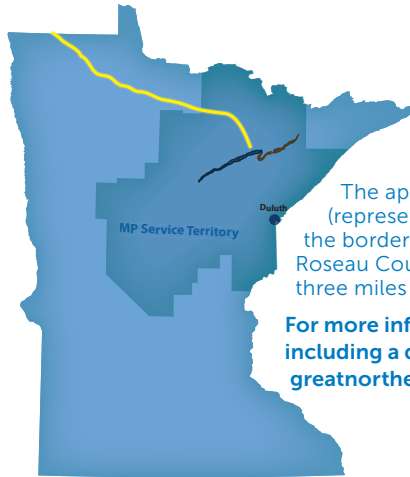 The ap
Duluth
(represe
MP Service Territory
the border
Roseau Cou
three miles
For more inf
including a
greatnorthe